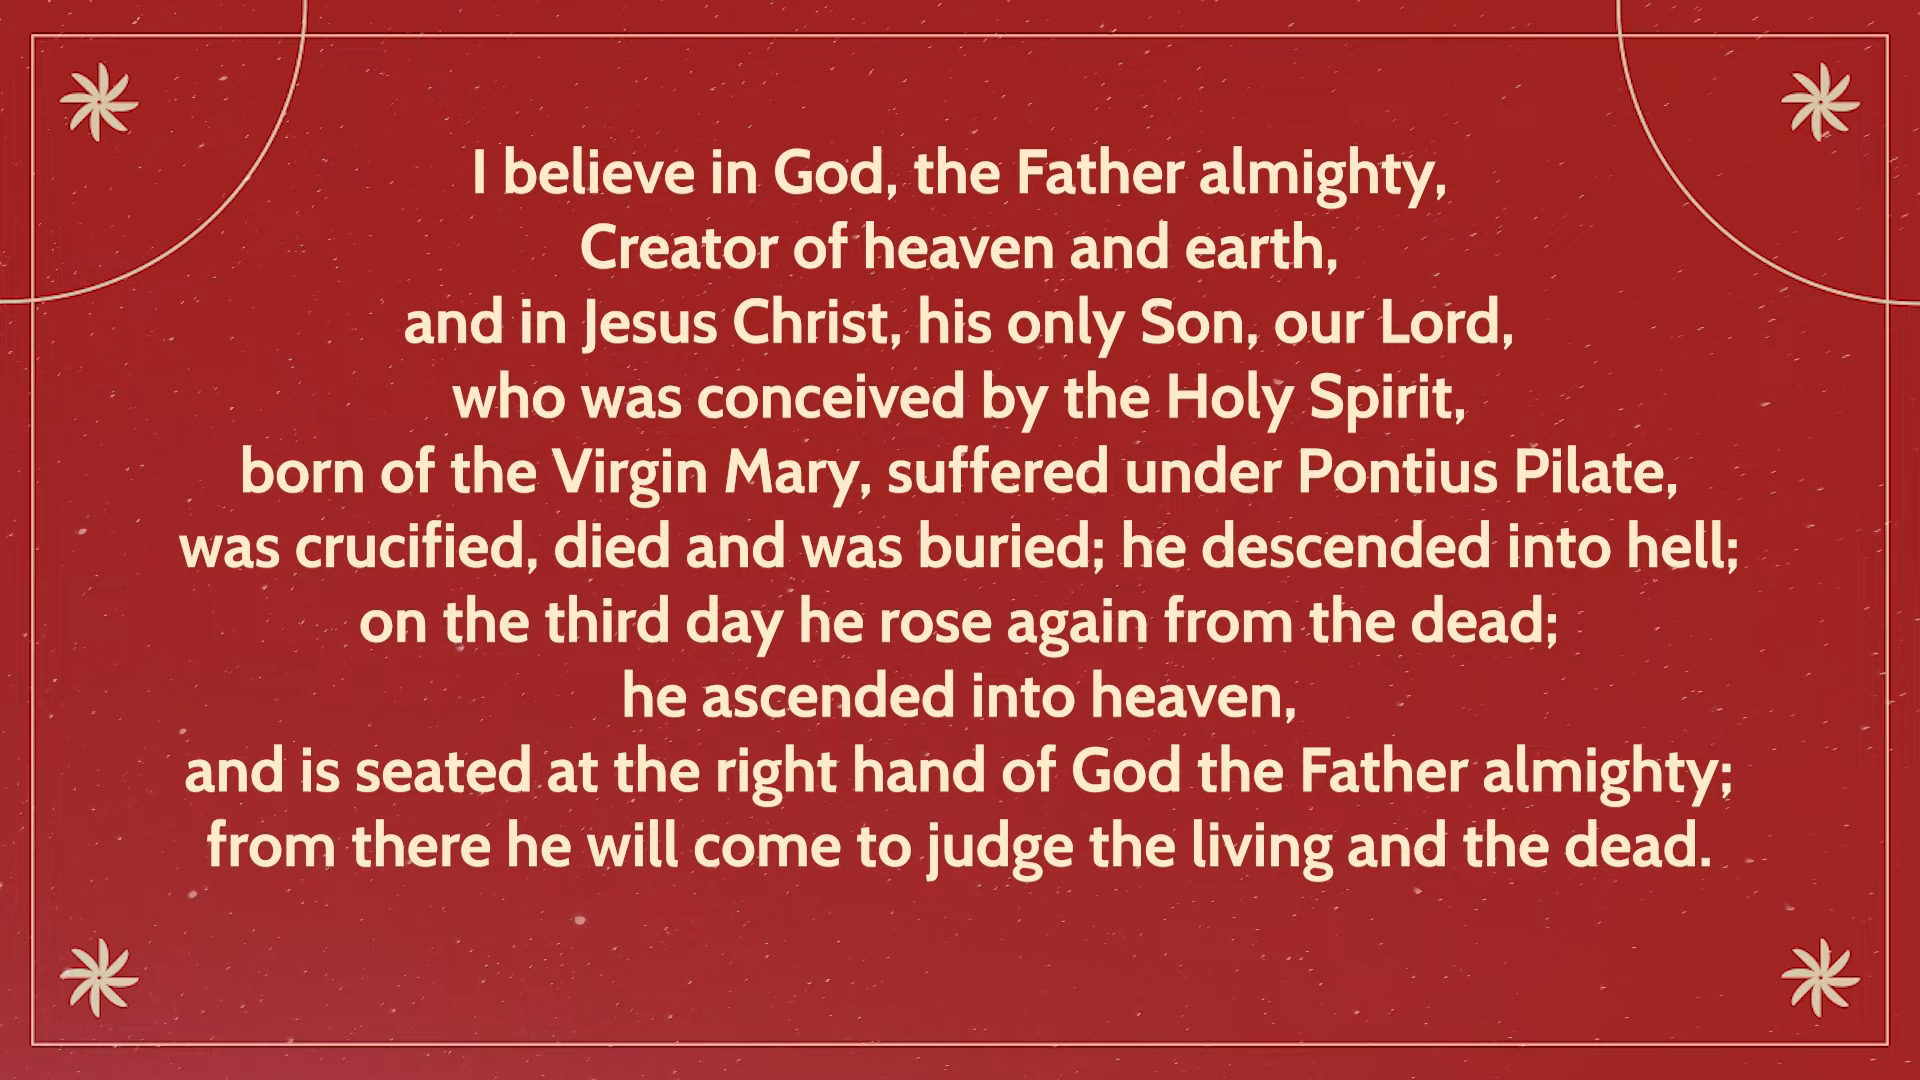 I believe in God, the Father almighty,
Creator of heaven and earth,
and in Jesus Christ, his only Son, our Lord,
who was conceived by the Holy Spirit,
born of the Virgin Mary, suffered under Pontius Pilate,
was crucified, died and was buried; he descended into hell;
on the third day he rose again from the dead;
he ascended into heaven,
and is seated at the right hand of God the Father almighty;
from there he will come to judge the living and the dead.